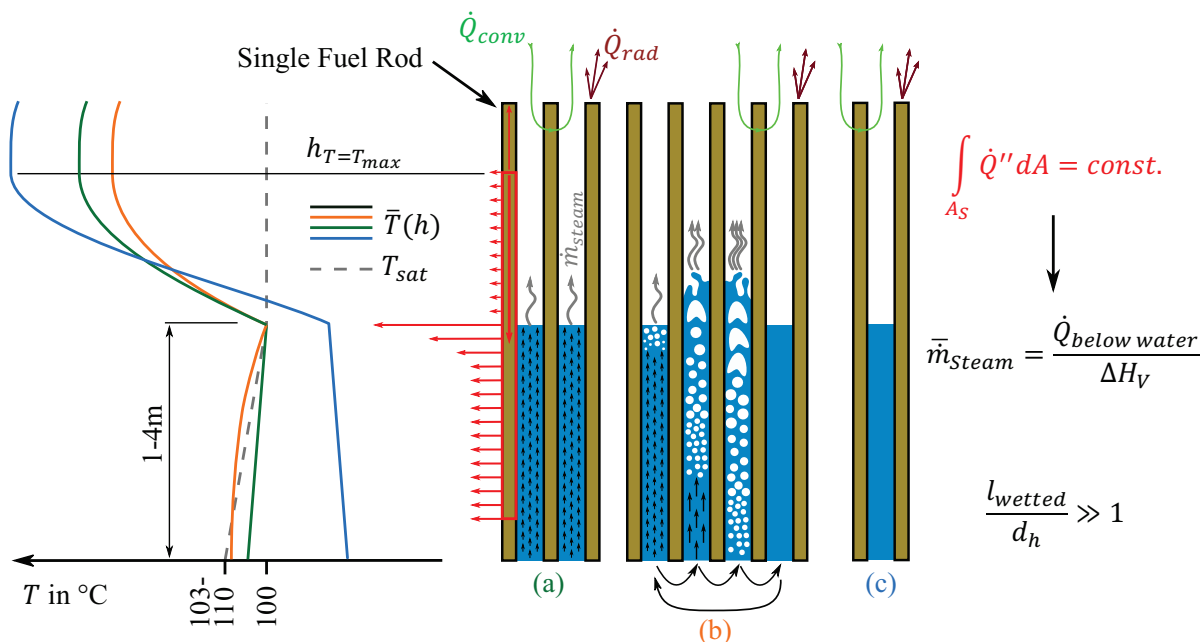 Q̇conv
Q̇rad
Single Fuel Rod
hT=Tmax
T̄(h)
Tsat
ṁsteam
1-4m
T in °C
103-
110
100
(a)
(b)
(c)
∫AS Q̇''dA = const.
m̄̇Steam = Q̇below water / ΔHV
lwetted / dh ≫ 1